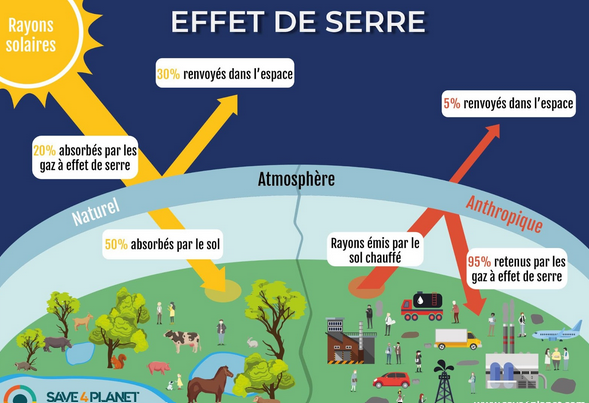 EFFET DE SERRE
Rayons
solaires
30% renvoyés dans l'espace
5% renvoyés dans l'espace
20% absorbés par les
gaz à effet de serre
Atmosphère
Naturel
Anthropique
50% absorbés par le sol
Rayons émis par le
sol chauffé
95% retenus par les
gaz à effet de serre
SAVE 4 PLANET